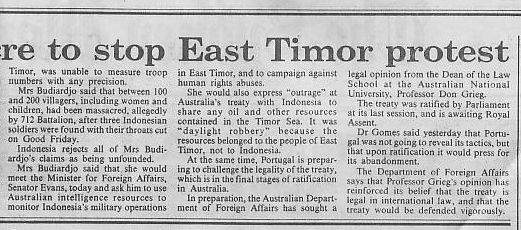 re to stop East Timor protest
Timor, was unable to measure troop
numbers with any precision.
Mrs Budiardjo said that between 100
and 200 villagers, including women and
children, had been massacred, allegedly
by 712 Battalion, after three Indonesian
soldiers were found with their throats cut
on Good Friday.
Indonesia rejects all of Mrs Budi-
ardjo's claims as being unfounded.
Mrs Budiardjo said that she would
meet the Minister for Foreign Affairs,
Senator Evans, today and ask him to use
Australian intelligence resources to
monitor Indonesia's military operations
in East Timor, and to campaign against
human rights abuses.
She would also express "outrage" at
Australia's treaty with Indonesia to
share any oil and other resources
contained in the Timor Sea. It was
"daylight robbery" because the
resources belonged to the people of East
Timor, not to Indonesia.
At the same time, Portugal is prepar-
ing to challenge the legality of the treaty,
which is in the final stages of ratification
in Australia.
In preparation, the Australian Depart-
ment of Foreign Affairs has sought a
legal opinion from the Dean of the Law
School at the Australian National
University, Professor Don Grieg.
The treaty was ratified by Parliament
at its last session, and is awaiting Royal
Assent.
Dr Gomes said yesterday that Portu-
gal was not going to reveal its tactics, but
that upon ratification it would press for
its abandonment.
The Department of Foreign Affairs
says that Professor Grieg's opinion has
reinforced its belief that the treaty is
legal in international law, and that the
treaty would be defended vigorously.